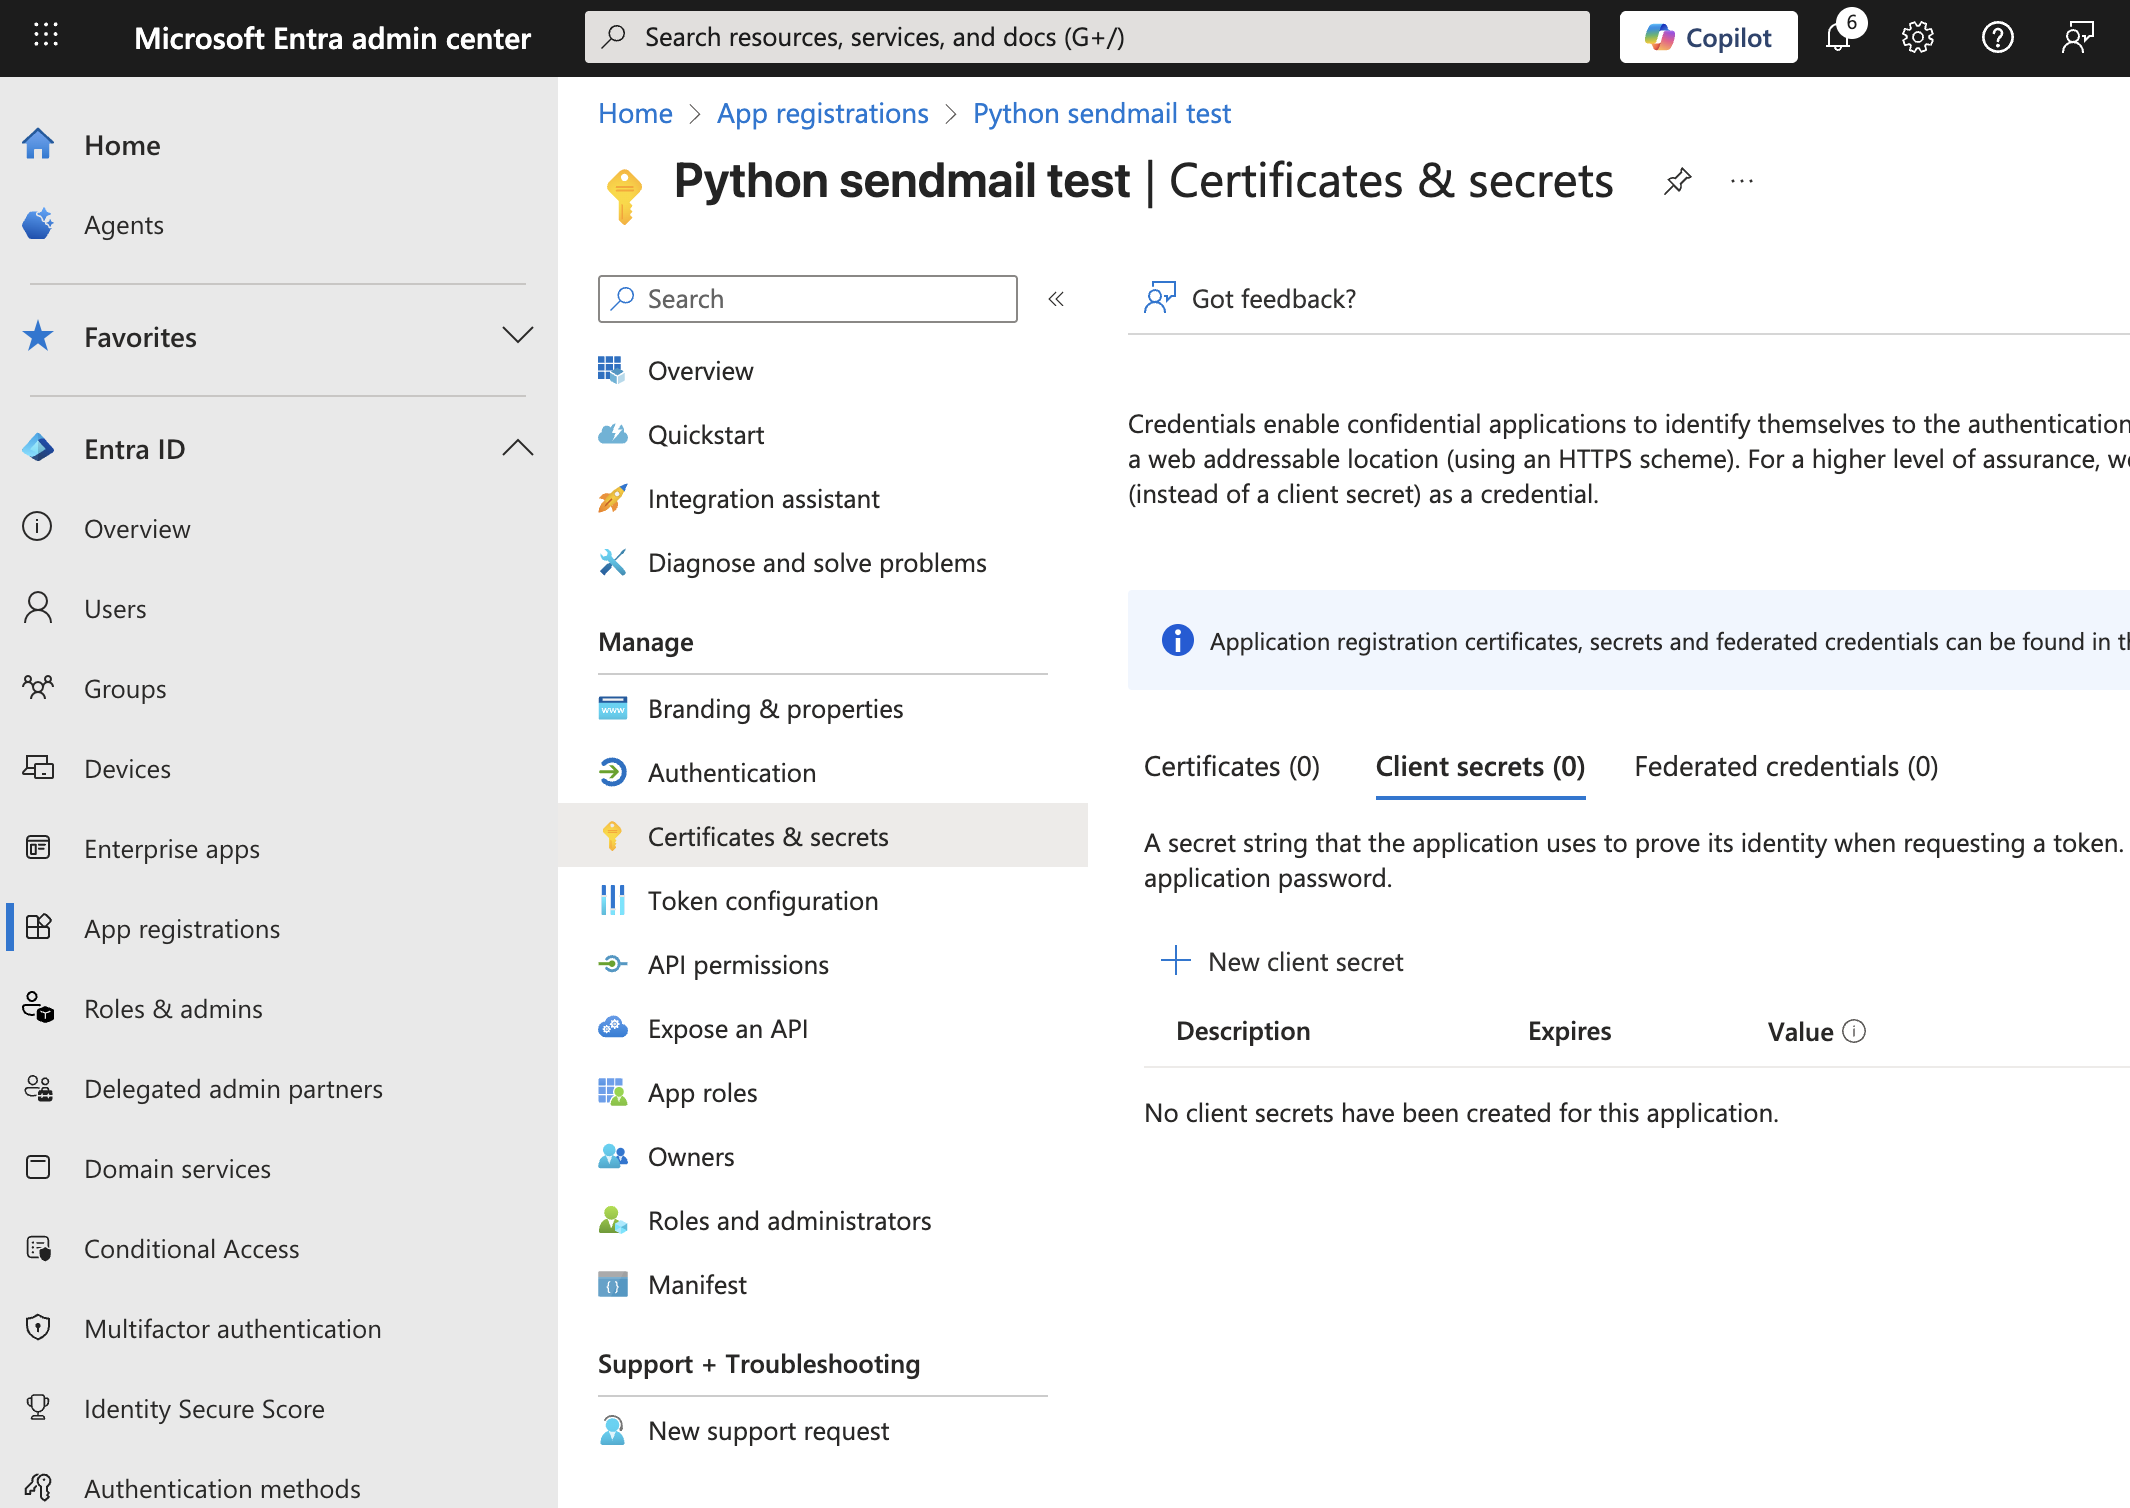 Microsoft Entra admin center
Search resources, services, and docs (G+/)
Copilot
6
Home
Agents
Favorites
Entra ID
Overview
Users
Groups
Devices
Enterprise apps
App registrations
Roles & admins
Delegated admin partners
Domain services
Conditional Access
Multifactor authentication
Identity Secure Score
Authentication methods
Home > App registrations > Python sendmail test
Python sendmail test | Certificates & secrets
Search
Overview
Quickstart
Integration assistant
Diagnose and solve problems
Manage
Branding & properties
Authentication
Certificates & secrets
Token configuration
API permissions
Expose an API
App roles
Owners
Roles and administrators
Manifest
Support + Troubleshooting
New support request
Got feedback?
Credentials enable confidential applications to identify themselves to the authentication
a web addressable location (using an HTTPS scheme). For a higher level of assurance,
(instead of a client secret) as a credential.
Application registration certificates, secrets and federated credentials can be found in
Certificates (0) Client secrets (0) Federated credentials (0)
A secret string that the application uses to prove its identity when requesting a token.
application password.
New client secret
Description Expires Value
No client secrets have been created for this application.